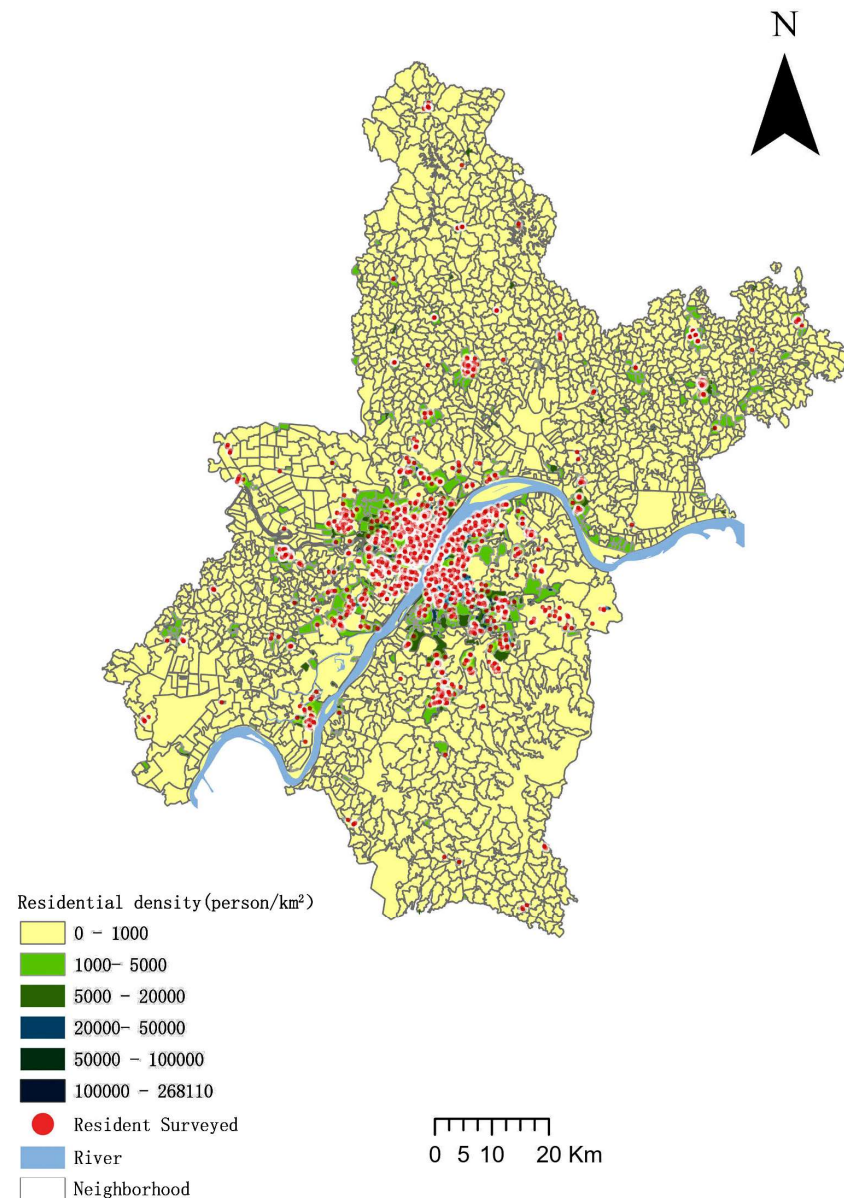 N
Residential density(person/km²)
0 - 1000
1000- 5000
5000 - 20000
20000- 50000
50000 - 100000
100000 - 268110
Resident Surveyed
River
Neighborhood
0 5 10 20 Km